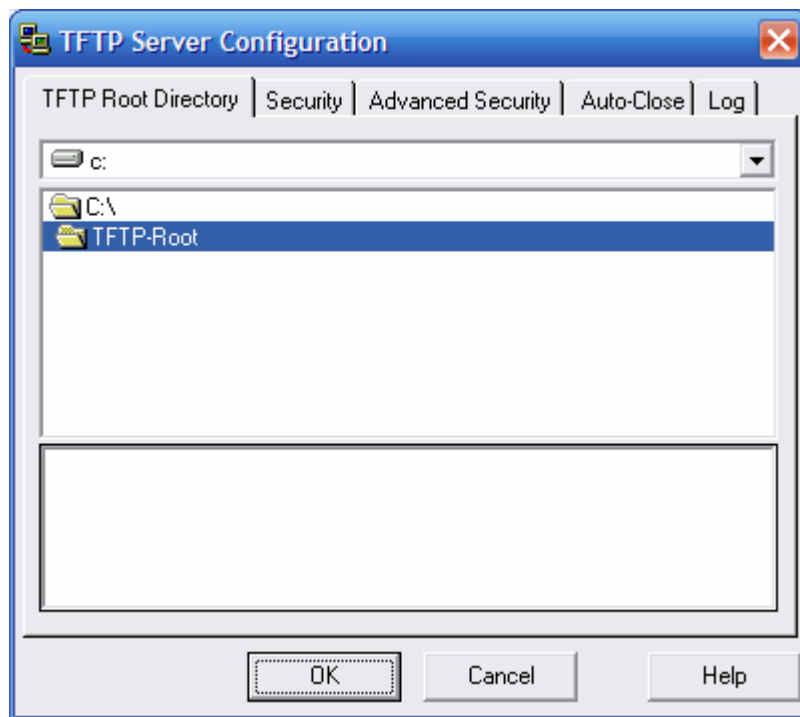 TFTP Server Configuration
TFTP Root Directory Security Advanced Security Auto-Close Log
c:
C:\
TFTP-Root
OK Cancel Help